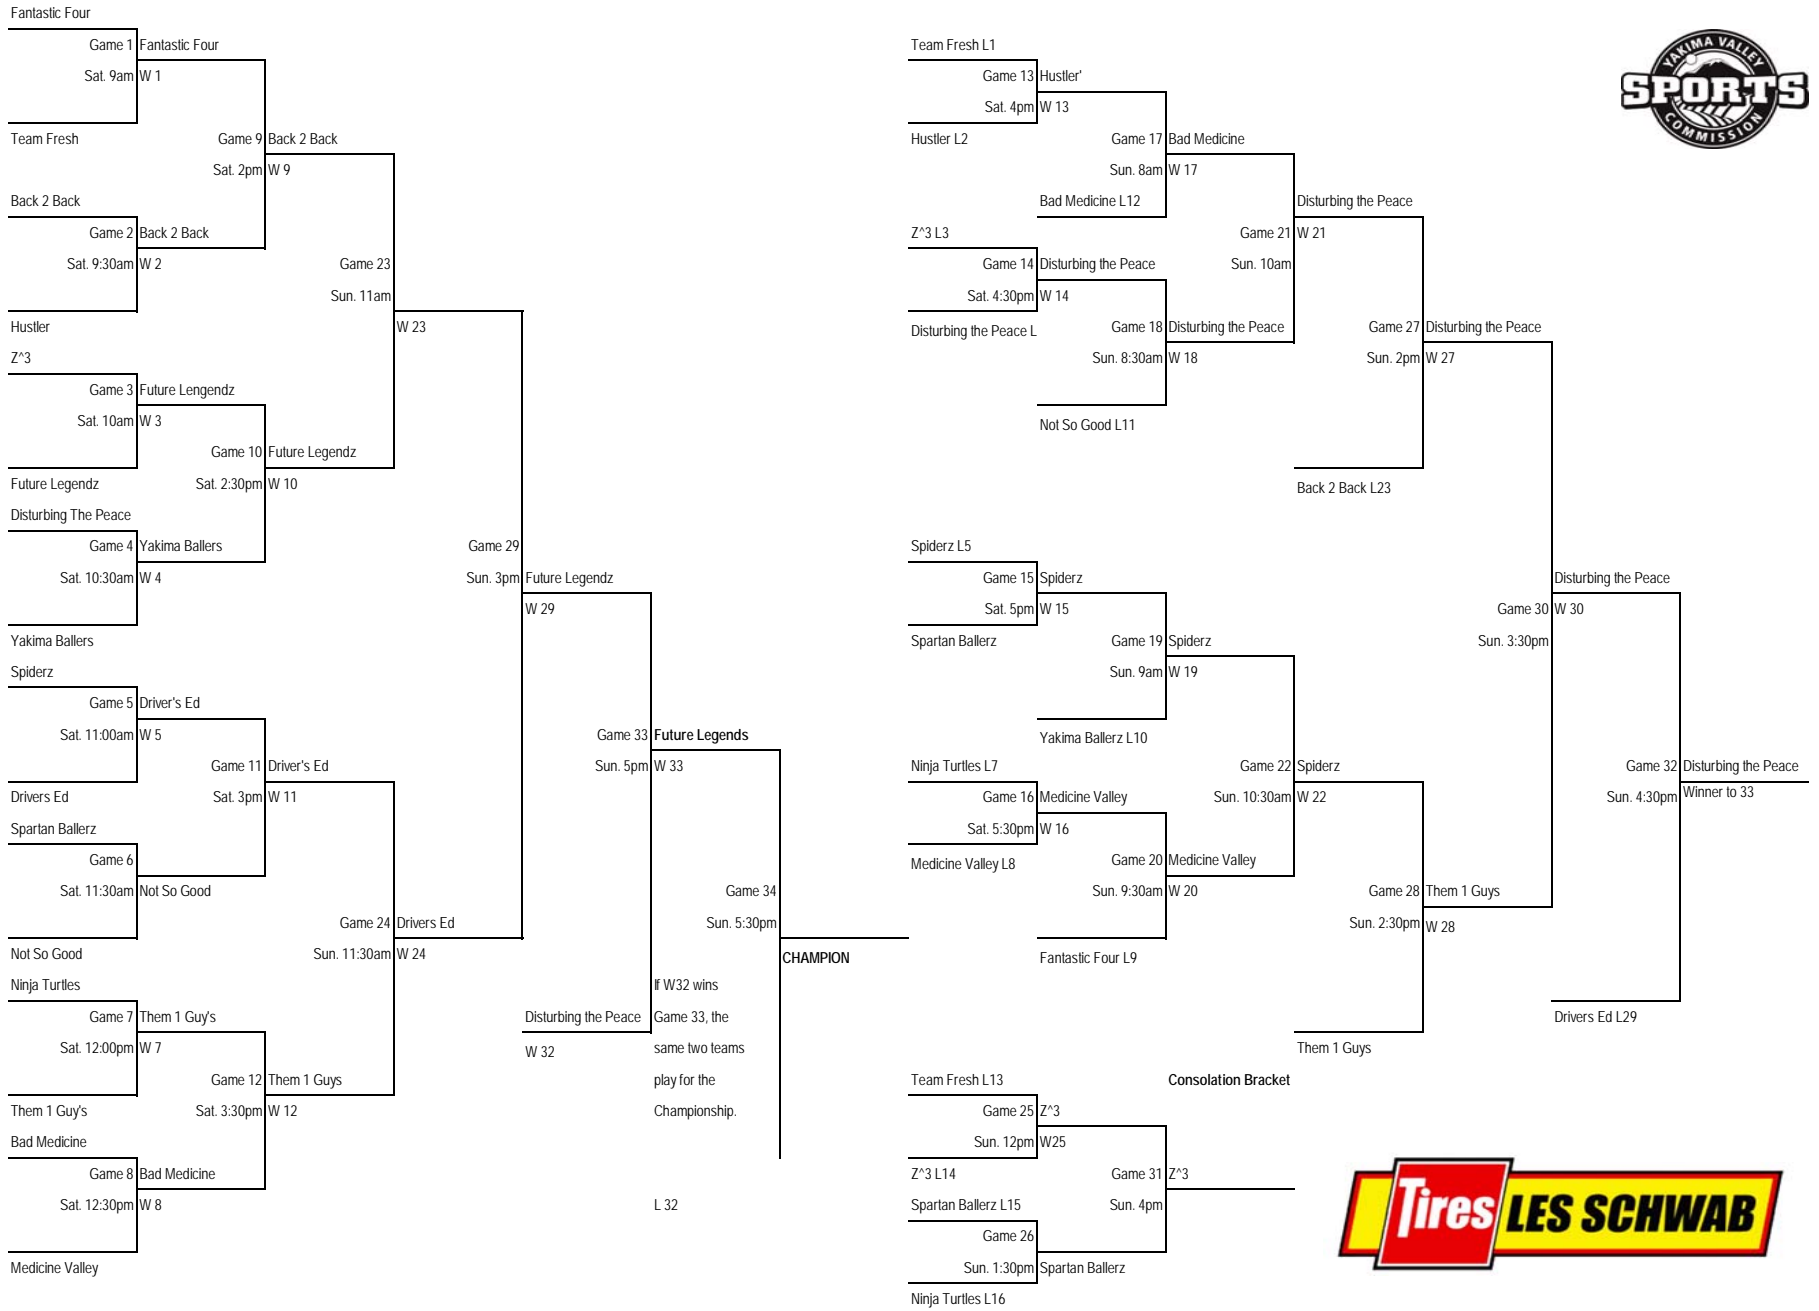 Fantastic Four
Game 1 Fantastic Four
Sat. 9am W 1
Team Fresh
Game 9 Back 2 Back
Sat. 2pm W 9
Back 2 Back
Game 2 Back 2 Back
Sat. 9:30am W 2
Game 23
Sun. 11am
Hustler
W 23
Z^3
Game 3 Future Lengendz
Sat. 10am W 3
Game 10 Future Legendz
Future Legendz
Sat. 2:30pm W 10
Disturbing The Peace
Game 4 Yakima Ballers
Sat. 10:30am W 4
Game 29
Sun. 3pm Future Legendz
W 29
Yakima Ballers
Spiderz
Game 5 Driver's Ed
Sat. 11:00am W 5
Game 11 Driver's Ed
Drivers Ed
Sat. 3pm W 11
Spartan Ballerz
Game 6
Sat. 11:30am Not So Good
Game 33 Future Legends
Sun. 5pm W 33
Game 24 Drivers Ed
Not So Good
Sun. 11:30am W 24
Game 34
Sun. 5:30pm
CHAMPION
Ninja Turtles
Game 7 Them 1 Guy's
Sat. 12:00pm W 7
Disturbing the Peace
W 32
If W32 wins
Game 33, the
same two teams
play for the
Championship.
Game 12 Them 1 Guys
Them 1 Guy's
Sat. 3:30pm W 12
Bad Medicine
Game 8 Bad Medicine
Sat. 12:30pm W 8
L 32
Medicine Valley
Team Fresh L1
Game 13 Hustler'
Sat. 4pm W 13
Hustler L2
Game 17 Bad Medicine
Sun. 8am W 17
Bad Medicine L12
Disturbing the Peace
Z^3 L3
Game 21 W 21
Game 14 Disturbing the Peace
Sun. 10am
Sat. 4:30pm W 14
Disturbing the Peace L
Game 18 Disturbing the Peace
Sun. 8:30am W 18
Game 27 Disturbing the Peace
Sun. 2pm W 27
Not So Good L11
Back 2 Back L23
Spiderz L5
Game 15 Spiderz
Sat. 5pm W 15
Spartan Ballerz
Game 19 Spiderz
Sun. 9am W 19
Disturbing the Peace
Game 30 W 30
Sun. 3:30pm
Yakima Ballerz L10
Ninja Turtles L7
Game 22 Spiderz
Game 16 Medicine Valley
Sun. 10:30am W 22
Sat. 5:30pm W 16
Medicine Valley L8
Game 20 Medicine Valley
Sun. 9:30am W 20
Game 32 Disturbing the Peace
Sun. 4:30pm Winner to 33
Game 28 Them 1 Guys
Sun. 2:30pm W 28
Fantastic Four L9
Drivers Ed L29
Them 1 Guys
Team Fresh L13
Consolation Bracket
Game 25 Z^3
Sun. 12pm W25
Z^3 L14
Game 31 Z^3
Spartan Ballerz L15
Sun. 4pm
Game 26
Sun. 1:30pm Spartan Ballerz
Ninja Turtles L16
YAKIMA VALLEY
SPORTS
COMMISSION
Tires LES SCHWAB